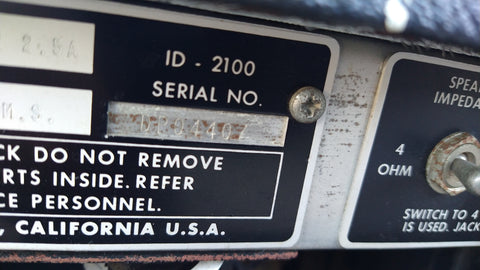 2.5A
ID - 2100
SERIAL NO.
M.S.
CK DO NOT REMOVE
RTS INSIDE. REFER
CE PERSONNEL.
, CALIFORNIA U.S.A.
SPEA
IMPEDA
4
OHM
SWITCH TO 4
IS USED. JACK